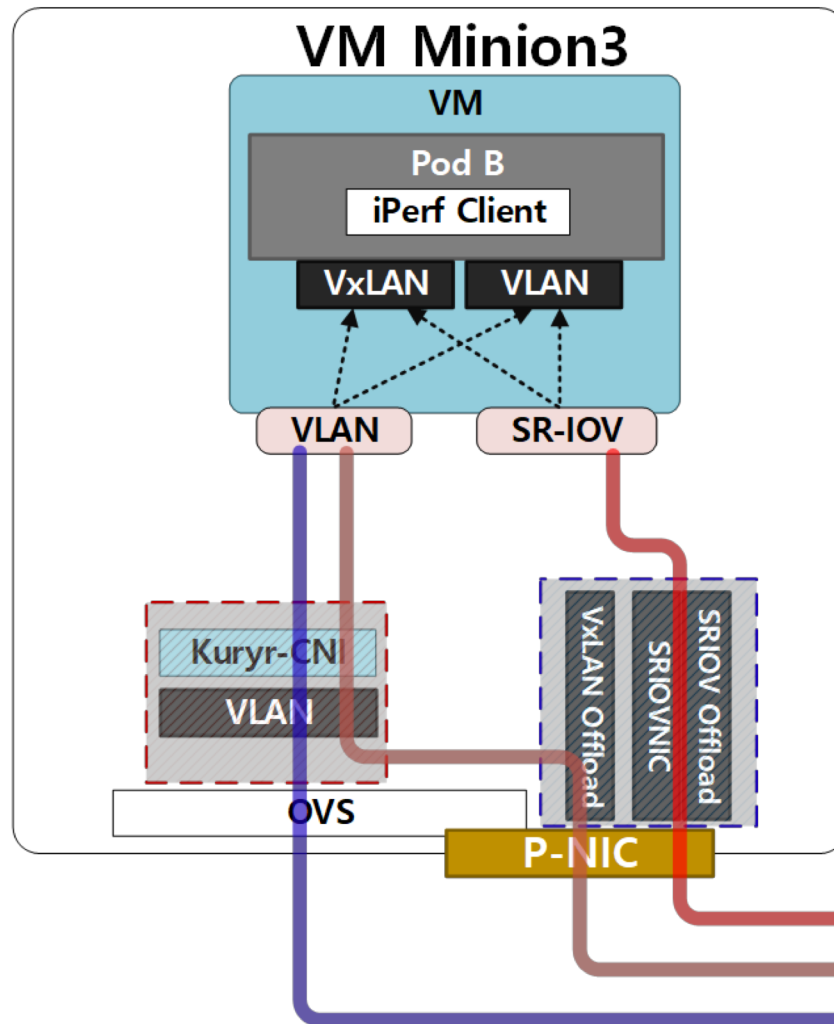 VM Minion3
VM
Pod B
iPerf Client
VxLAN
VLAN
VLAN
SR-IOV
Kuryr-CNI
VLAN
VxLAN Offload
SRIOVNIC
SRIOV Offload
OVS
P-NIC